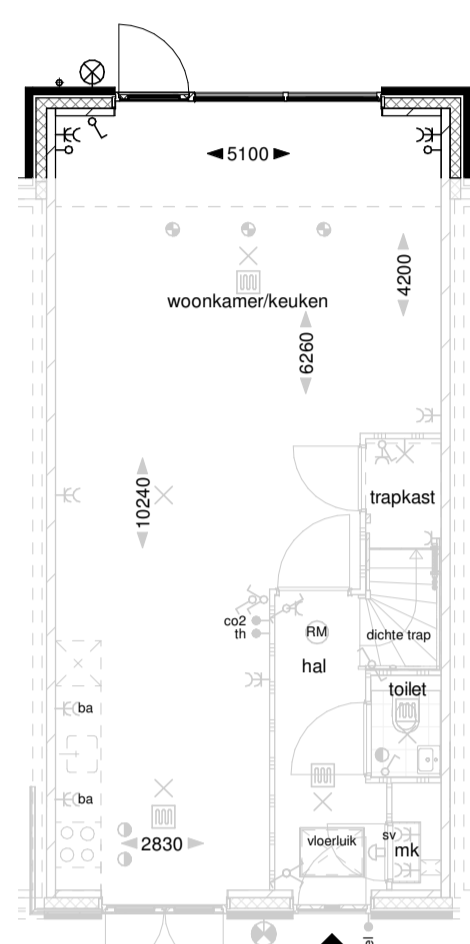 5100
4200
woonkamer/keuken
6260
10240
trapkast
co2
th
RM
dichte trap
hal
toilet
ba
ba
2830
vloerluik
sv
mk
el